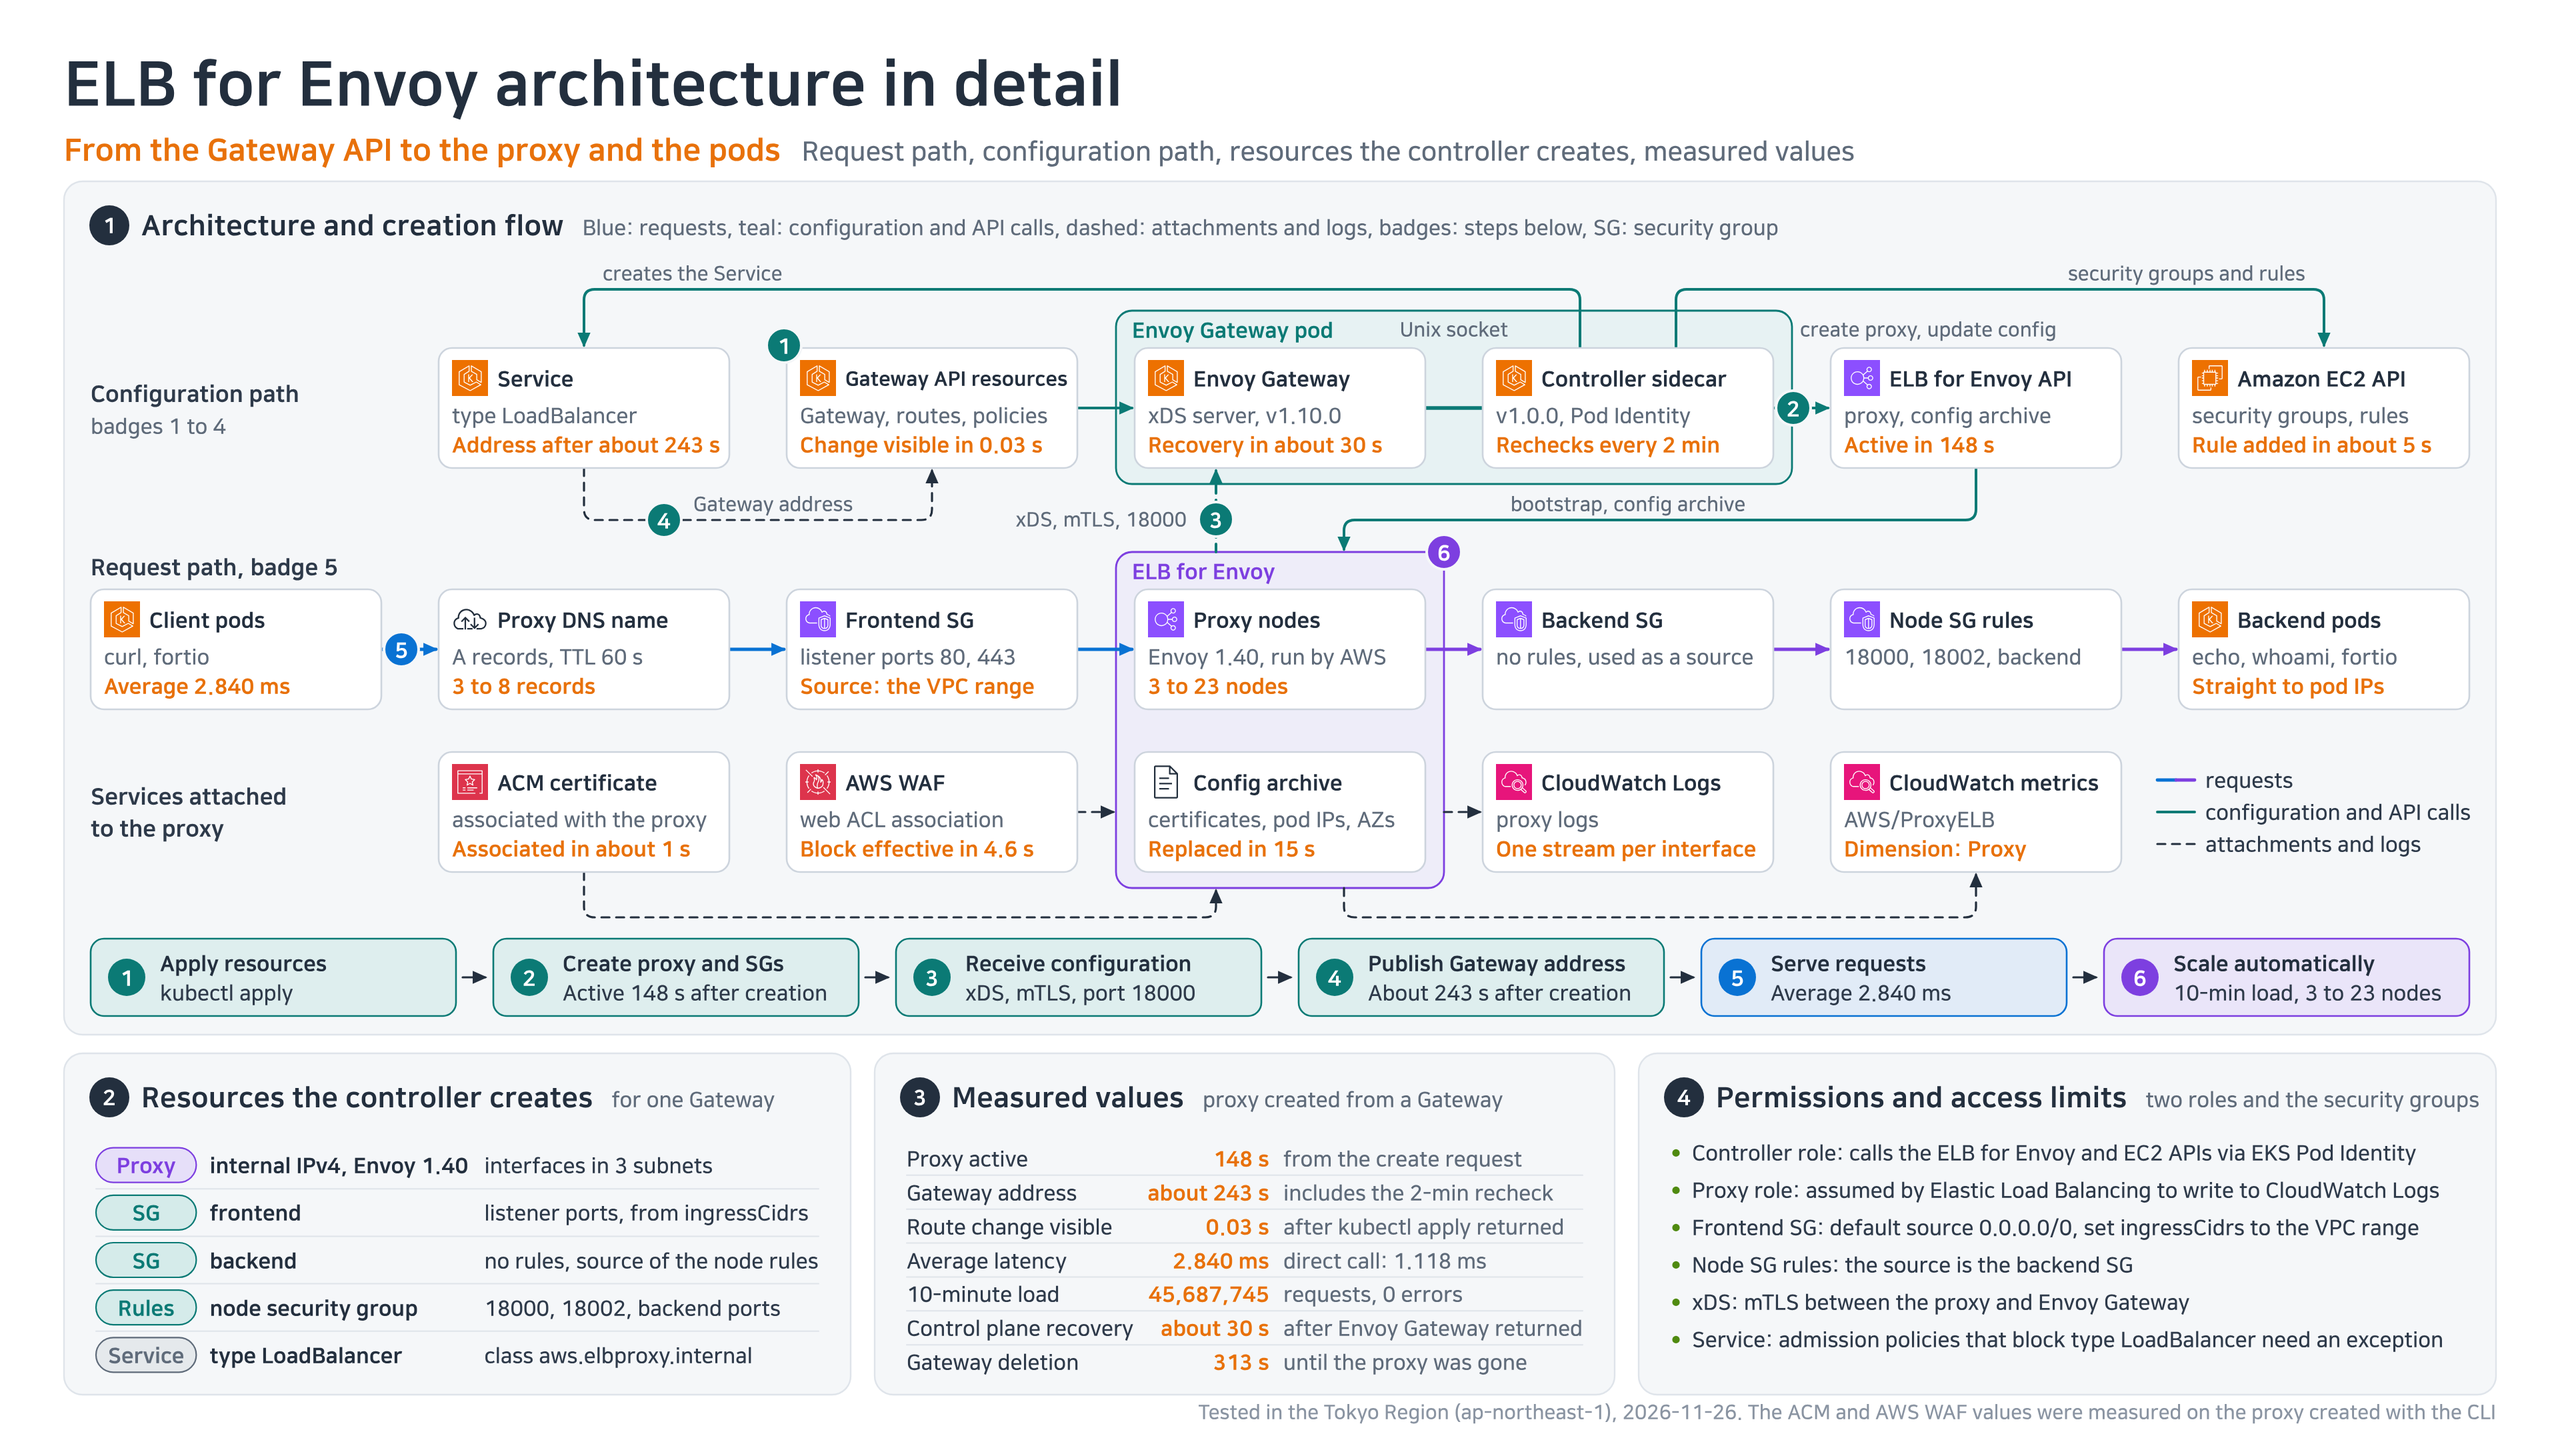 ELB for Envoy architecture in detail
From the Gateway API to the proxy and the pods Request path, configuration path, resources the controller creates, measured values
1 Architecture and creation flow Blue: requests, teal: configuration and API calls, dashed: attachments and logs, badges: steps below, SG: security group
creates the Service
security groups and rules
Envoy Gateway pod
Unix socket
create proxy, update config
Configuration path
badges 1 to 4
Service
type LoadBalancer
Address after about 243 s
1
Gateway API resources
Gateway, routes, policies
Change visible in 0.03 s
Envoy Gateway
xDS server, v1.10.0
Recovery in about 30 s
Controller sidecar
v1.0.0, Pod Identity
Rechecks every 2 min
2
ELB for Envoy API
proxy, config archive
Active in 148 s
Amazon EC2 API
security groups, rules
Rule added in about 5 s
4
Gateway address
xDS, mTLS, 18000
3
bootstrap, config archive
Request path, badge 5
ELB for Envoy
6
Client pods
curl, fortio
Average 2.840 ms
5
Proxy DNS name
A records, TTL 60 s
3 to 8 records
Frontend SG
listener ports 80, 443
Source: the VPC range
Proxy nodes
Envoy 1.40, run by AWS
3 to 23 nodes
Backend SG
no rules, used as a source
Node SG rules
18000, 18002, backend
Backend pods
echo, whoami, fortio
Straight to pod IPs
Services attached
to the proxy
ACM certificate
associated with the proxy
Associated in about 1 s
AWS WAF
web ACL association
Block effective in 4.6 s
Config archive
certificates, pod IPs, AZs
Replaced in 15 s
CloudWatch Logs
proxy logs
One stream per interface
CloudWatch metrics
AWS/ProxyELB
Dimension: Proxy
requests
configuration and API calls
attachments and logs
1 Apply resources
kubectl apply
2 Create proxy and SGs
Active 148 s after creation
3 Receive configuration
xDS, mTLS, port 18000
4 Publish Gateway address
About 243 s after creation
5 Serve requests
Average 2.840 ms
6 Scale automatically
10-min load, 3 to 23 nodes
2 Resources the controller creates for one Gateway
Proxy internal IPv4, Envoy 1.40 interfaces in 3 subnets
SG frontend listener ports, from ingressCidrs
SG backend no rules, source of the node rules
Rules node security group 18000, 18002, backend ports
Service type LoadBalancer class aws.elbproxy.internal
3 Measured values proxy created from a Gateway
Proxy active 148 s from the create request
Gateway address about 243 s includes the 2-min recheck
Route change visible 0.03 s after kubectl apply returned
Average latency 2.840 ms direct call: 1.118 ms
10-minute load 45,687,745 requests, 0 errors
Control plane recovery about 30 s after Envoy Gateway returned
Gateway deletion 313 s until the proxy was gone
4 Permissions and access limits two roles and the security groups
• Controller role: calls the ELB for Envoy and EC2 APIs via EKS Pod Identity
• Proxy role: assumed by Elastic Load Balancing to write to CloudWatch Logs
• Frontend SG: default source 0.0.0.0/0, set ingressCidrs to the VPC range
• Node SG rules: the source is the backend SG
• xDS: mTLS between the proxy and Envoy Gateway
• Service: admission policies that block type LoadBalancer need an exception
Tested in the Tokyo Region (ap-northeast-1), 2026-11-26. The ACM and AWS WAF values were measured on the proxy created with the CLI